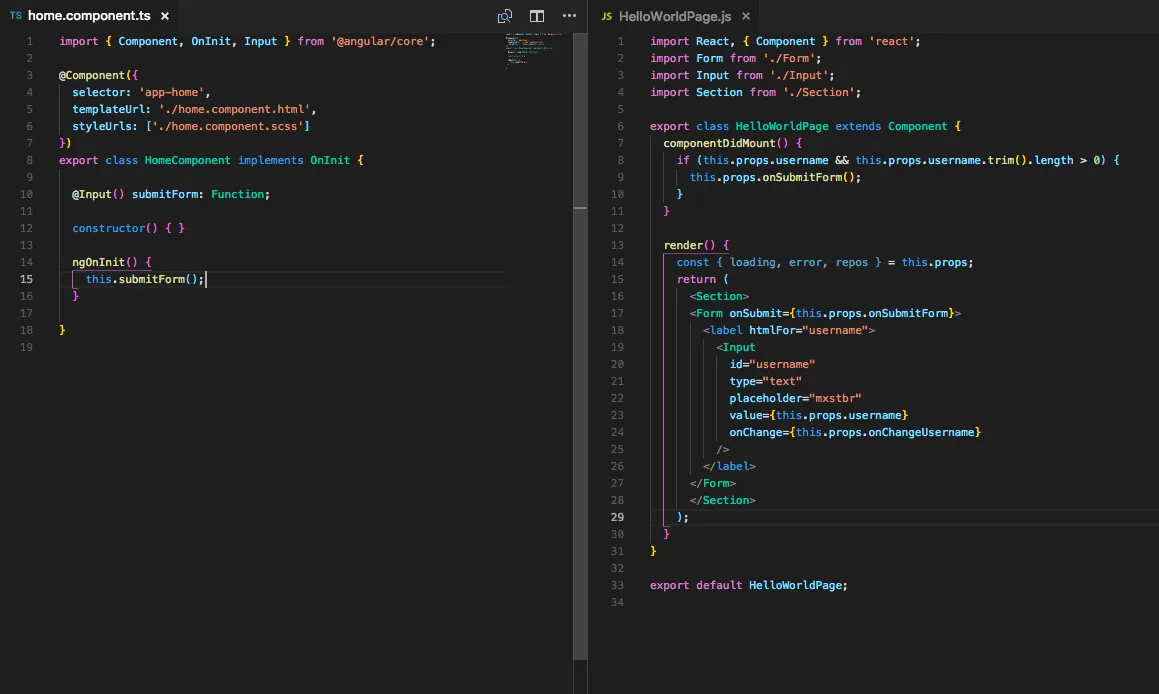 TS home.component.ts ×
1 import { Component, OnInit, Input } from '@angular/core';
2
3 @Component({
4 selector: 'app-home',
5 templateUrl: './home.component.html',
6 styleUrls: ['./home.component.scss']
7 })
8 export class HomeComponent implements OnInit {
9
10 @Input() submitForm: Function;
11
12 constructor() { }
13
14 ngOnInit() {
15 this.submitForm();
16 }
17
18 }
19
JS HelloWorldPage.js ×
1 import React, { Component } from 'react';
2 import Form from './Form';
3 import Input from './Input';
4 import Section from './Section';
5
6 export class HelloWorldPage extends Component {
7 componentDidMount() {
8 if (this.props.username && this.props.username.trim().length > 0) {
9 this.props.onSubmitForm();
10 }
11 }
12
13 render() {
14 const { loading, error, repos } = this.props;
15 return (
16 <Section>
17 <Form onSubmit={this.props.onSubmitForm}>
18 <label htmlFor="username">
19 <Input
20 id="username"
21 type="text"
22 placeholder="mxstbr"
23 value={this.props.username}
24 onChange={this.props.onChangeUsername}
25 />
26 </label>
27 </Form>
28 </Section>
29 );
30 }
31 }
32
33 export default HelloWorldPage;
34